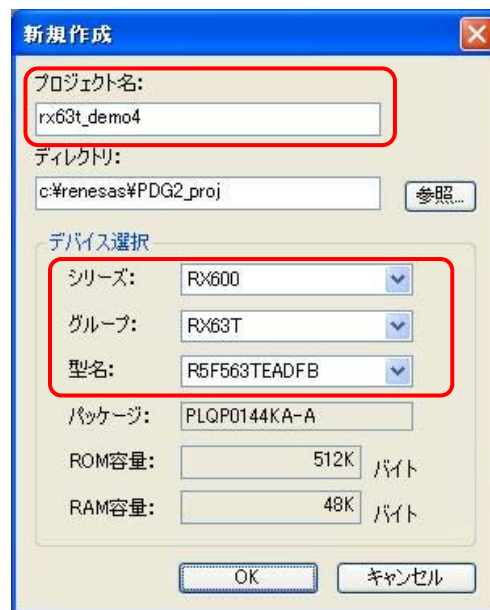 新規作成
プロジェクト名:
rx63t_demo4
ディレクトリ:
c:¥renesas¥PDG2_proj
参照...
デバイス選択
シリーズ: RX600
グループ: RX63T
型名: R5F563TEADFB
パッケージ: PLQP0144KA-A
ROM容量: 512K バイト
RAM容量: 48K バイト
OK キャンセル